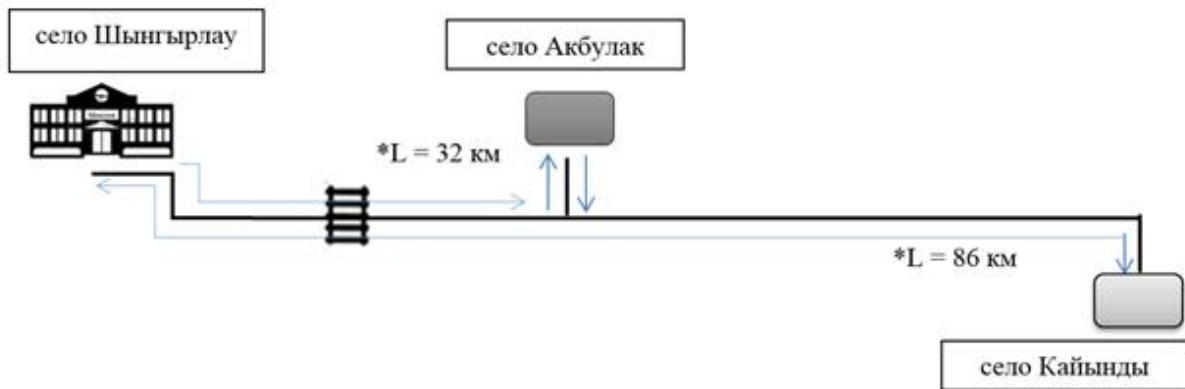 село Шынгырлау
село Акбулак
*L = 32 км
*L = 86 км
село Кайынды